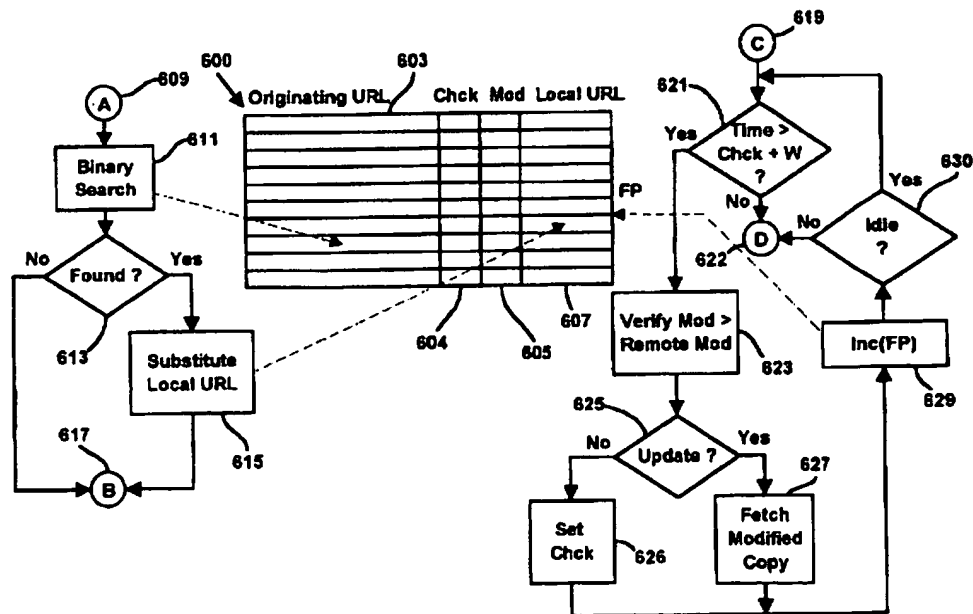 600
603
Originating URL Chck Mod Local URL
FP
604
605
607
609
A
611
Binary
Search
No
Found ?
Yes
613
Substitute
Local URL
615
617
B
619
C
621
Yes
Time >
Chck + W
?
No
D
622
630
Yes
No
Idle
?
Verify Mod >
Remote Mod
623
Inc(FP)
629
625
No
Update ?
Yes
627
Set
Chck
626
Fetch
Modified
Copy